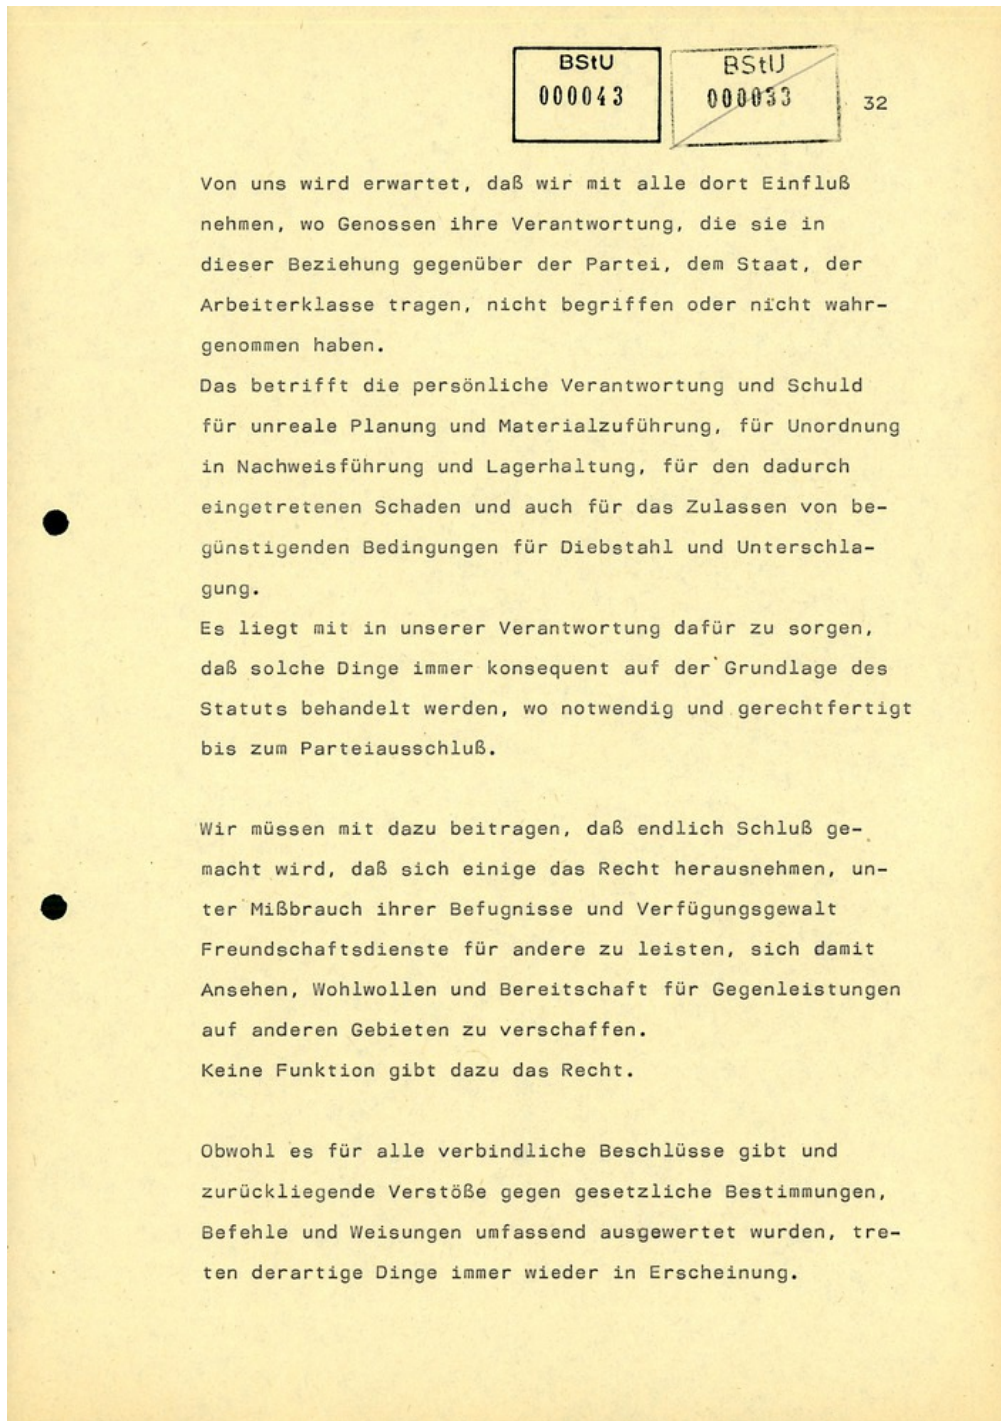 BStU
000043
BStU
000033
32
Von uns wird erwartet, daß wir mit alle dort Einfluß
nehmen, wo Genossen ihre Verantwortung, die sie in
dieser Beziehung gegenüber der Partei, dem Staat, der
Arbeiterklasse tragen, nicht begriffen oder nicht wahr-
genommen haben.
Das betrifft die persönliche Verantwortung und Schuld
für unreale Planung und Materialzuführung, für Unordnung
in Nachweisführung und Lagerhaltung, für den dadurch
eingetretenen Schaden und auch für das Zulassen von be-
günstigenden Bedingungen für Diebstahl und Unterschla-
gung.
Es liegt mit in unserer Verantwortung dafür zu sorgen,
daß solche Dinge immer konsequent auf der Grundlage des
Statuts behandelt werden, wo notwendig und gerechtfertigt
bis zum Parteiausschluß.
Wir müssen mit dazu beitragen, daß endlich Schluß ge-
macht wird, daß sich einige das Recht herausnehmen, un-
ter Mißbrauch ihrer Befugnisse und Verfügungsgewalt
Freundschaftsdienste für andere zu leisten, sich damit
Ansehen, Wohlwollen und Bereitschaft für Gegenleistungen
auf anderen Gebieten zu verschaffen.
Keine Funktion gibt dazu das Recht.
Obwohl es für alle verbindliche Beschlüsse gibt und
zurückliegende Verstöße gegen gesetzliche Bestimmungen,
Befehle und Weisungen umfassend ausgewertet wurden, tre-
ten derartige Dinge immer wieder in Erscheinung.